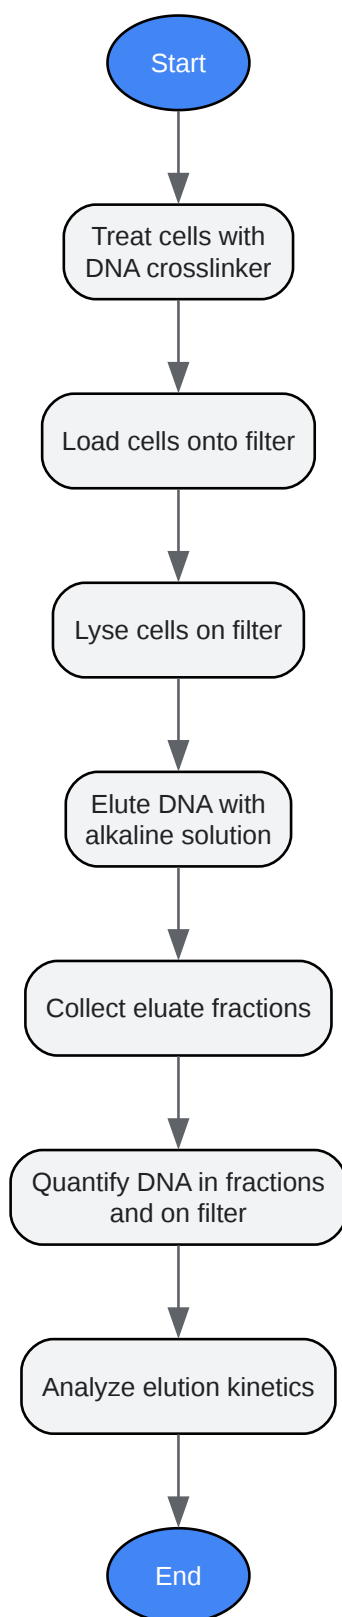 Start
Treat cells with
DNA crosslinker
Load cells onto filter
Lyse cells on filter
Elute DNA with
alkaline solution
Collect eluate fractions
Quantify DNA in fractions
and on filter
Analyze elution kinetics
End